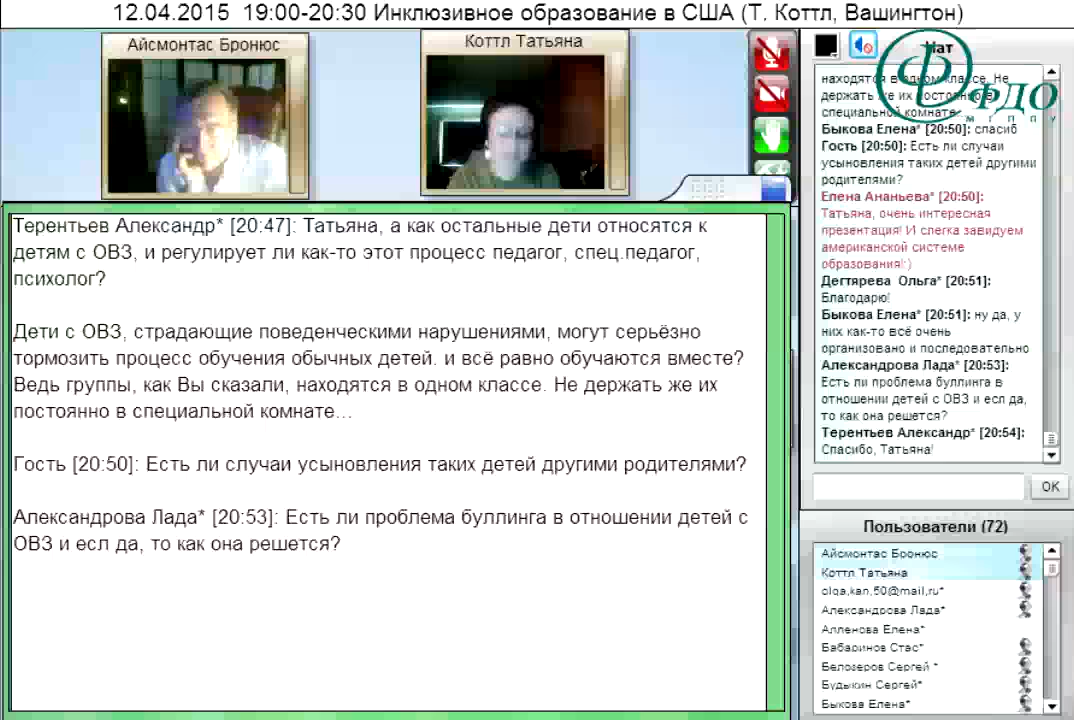 12.04.2015 19:00-20:30 Инклюзивное образование в США (Т. Коттл, Вашингтон)
Айсмонтас Бронюс
Коттл Татьяна
Терентьев Александр* [20:47]: Татьяна, а как остальные дети относятся к
детям с ОВЗ, и регулирует ли как-то этот процесс педагог, спец.педагог,
психолог?
Дети с ОВЗ, страдающие поведенческими нарушениями, могут серьёзно
тормозить процесс обучения обычных детей. и всё равно обучаются вместе?
Ведь группы, как Вы сказали, находятся в одном классе. Не держать же их
постоянно в специальной комнате...
Гость [20:50]: Есть ли случаи усыновления таких детей другими родителями?
Александрова Лада* [20:53]: Есть ли проблема буллинга в отношении детей с
ОВЗ и есл да, то как она решется?
Чат
ФДО
МГППУ
находятся в одном классе. Не
держать же их постоянно в
специальной комнате...
Быкова Елена* [20:50]: спасиб
Гость [20:50]: Есть ли случаи
усыновления таких детей другими
родителями?
Елена Ананьева* [20:50]:
Татьяна, очень интересная
презентация! И слегка завидуем
американской системе
образования!:)
Дегтярева Ольга* [20:51]:
Благодарю!
Быкова Елена* [20:51]: ну да, у
них как-то всё очень
организовано и последовательно
Александрова Лада* [20:53]:
Есть ли проблема буллинга в
отношении детей с ОВЗ и есл да,
то как она решется?
Терентьев Александр* [20:54]:
Спасибо, Татьяна!
OK
Пользователи (72)
Айсмонтас Бронюс
Коттл Татьяна
olga.kan.50@mail.ru*
Александрова Лада*
Алленова Елена*
Бабаринов Стас*
Белозеров Сергей *
Будыкин Сергей*
Быкова Елена*